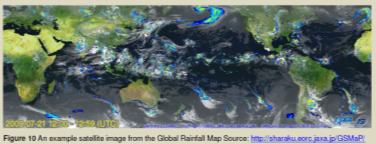 2009-07-21 12:00 - 12:59 (UTC)
Figure 10 An example satellite image from the Global Rainfall Map Source: http://sharaku.eorc.jaxa.jp/GSMaP/